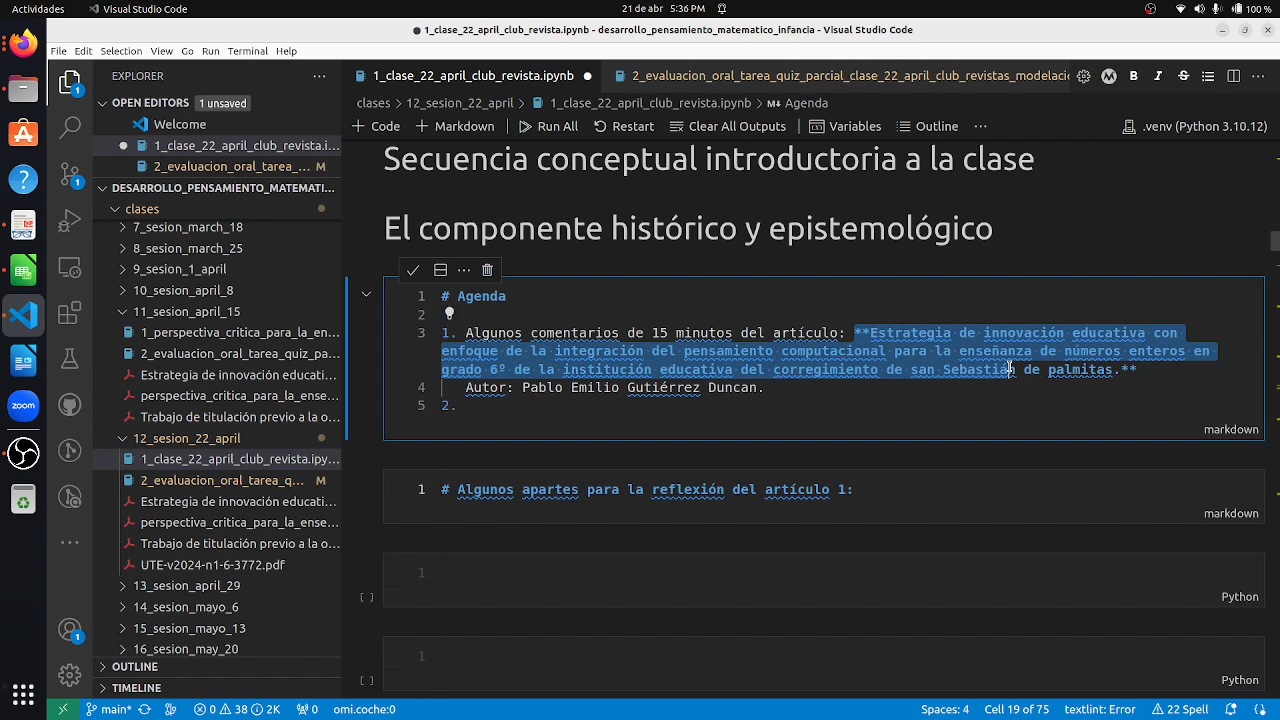 Actividades
Visual Studio Code
21 de abr 5:36 PM
100 %
1_clase_22_april_club_revista.ipynb - desarrollo_pensamiento_matematico_infancia - Visual Studio Code
File Edit Selection View Go Run Terminal Help
EXPLORER
OPEN EDITORS 1 unsaved
Welcome
1_clase_22_april_club_revista.i...
2_evaluacion_oral_tarea_... M
DESARROLLO_PENSAMIENTO_MATEMATI...
clases
7_sesion_march_18
8_sesion_march_25
9_sesion_1_april
10_sesion_april_8
11_sesion_april_15
1_perspectiva_critica_para_la_en...
2_evaluacion_oral_tarea_quiz_pa...
Estrategia de innovación educati...
perspectiva_critica_para_la_ense...
Trabajo de titulación previo a la o...
12_sesion_22_april
1_clase_22_april_club_revista.ipy...
2_evaluacion_oral_tarea_q... M
Estrategia de innovación educati...
perspectiva_critica_para_la_ense...
Trabajo de titulación previo a la o...
UTE-v2024-n1-6-3772.pdf
13_sesion_april_29
14_sesion_mayo_6
15_sesion_mayo_13
16_sesion_may_20
OUTLINE
TIMELINE
1_clase_22_april_club_revista.ipynb
2_evaluacion_oral_tarea_quiz_parcial_clase_22_april_club_revistas_modelaci
clases > 12_sesion_22_april > 1_clase_22_april_club_revista.ipynb > Agenda
+ Code + Markdown Run All Restart Clear All Outputs Variables Outline ... .venv (Python 3.10.12)
Secuencia conceptual introductoria a la clase
El componente histórico y epistemológico
1 # Agenda
2
3 1. Algunos comentarios de 15 minutos del artículo: **Estrategia de innovación educativa con
enfoque de la integración del pensamiento computacional para la enseñanza de números enteros en
grado 6º de la institución educativa del corregimiento de san Sebastián de palmitas.**
4 Autor: Pablo Emilio Gutiérrez Duncan.
5 2.
markdown
1 # Algunos apartes para la reflexión del artículo 1:
markdown
1
[ ] Python
1
[ ] Python
main* 0 38 2K 0 omi.coche:0 Spaces: 4 Cell 19 of 75 textlint: Error 22 Spell